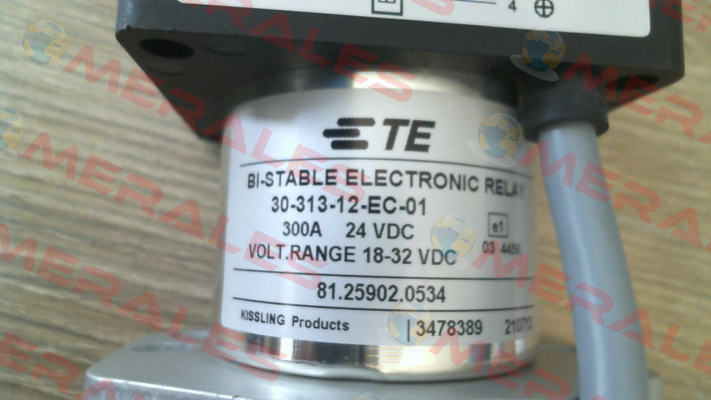 4
TE
BI-STABLE ELECTRONIC RELAY
30-313-12-EC-01
300A 24 VDC e1
VOLT.RANGE 18-32 VDC 03
81.25902.0534
KISSLING Products 3478389
MERALES